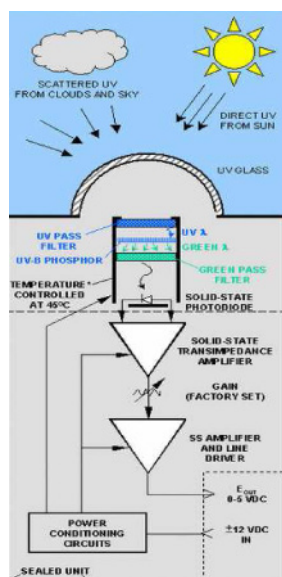 SCATTERED UV
FROM CLOUDS AND SKY
DIRECT UV
FROM SUN
UV GLASS
UV PASS
FILTER
UV λ
GREEN λ
UV-B PHOSPHOR
GREEN PASS
FILTER
TEMPERATURE
CONTROLLED
AT 45°C
SOLID-STATE
PHOTODIODE
SOLID-STATE
TRANSIMPEDANCE
AMPLIFIER
GAIN
(FACTORY SET)
SS AMPLIFIER
AND LINE
DRIVER
EOUT
0-5 VDC
POWER
CONDITIONING
CIRCUITS
±12 VDC
IN
SEALED UNIT